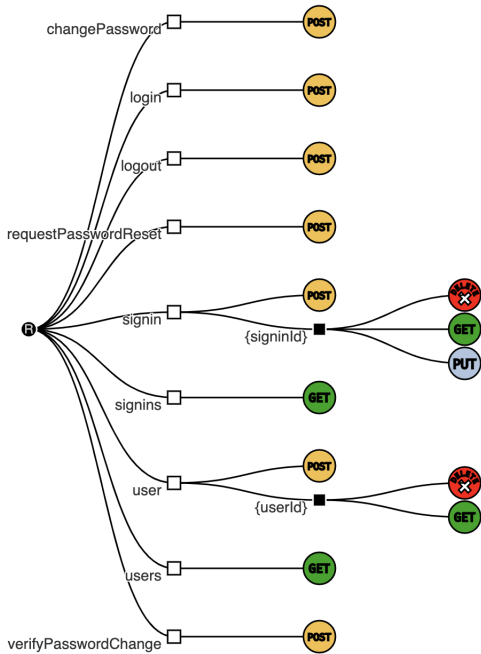 changePassword
POST
login
POST
logout
POST
requestPasswordReset
POST
signin
POST
DELETE
{signinId}
GET
PUT
R
signins
GET
user
POST
DELETE
{userId}
GET
users
GET
verifyPasswordChange
POST